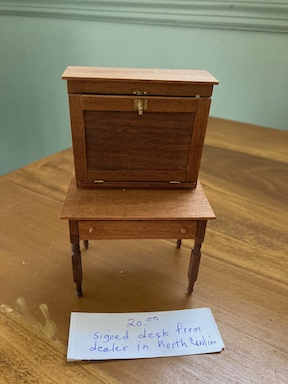 20.00
Signed desk from
dealer in North Carolina